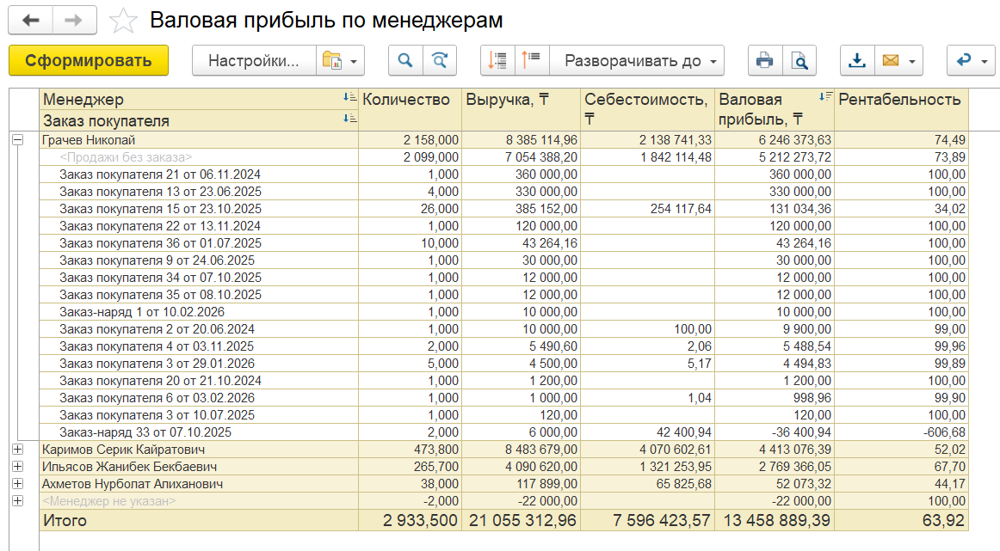 Валовая прибыль по менеджерам
Сформировать Настройки... Разворачивать до
Менеджер Количество Выручка, ₸ Себестоимость, ₸ Валовая прибыль, ₸ Рентабельность
Заказ покупателя
Грачев Николай 2 158,000 8 385 114,96 2 138 741,33 6 246 373,63 74,49
<Продажи без заказа> 2 099,000 7 054 388,20 1 842 114,48 5 212 273,72 73,89
Заказ покупателя 21 от 06.11.2024 1,000 360 000,00 360 000,00 100,00
Заказ покупателя 13 от 23.06.2025 4,000 330 000,00 330 000,00 100,00
Заказ покупателя 15 от 23.10.2025 26,000 385 152,00 254 117,64 131 034,36 34,02
Заказ покупателя 22 от 13.11.2024 1,000 120 000,00 120 000,00 100,00
Заказ покупателя 36 от 01.07.2025 10,000 43 264,16 43 264,16 100,00
Заказ покупателя 9 от 24.06.2025 1,000 30 000,00 30 000,00 100,00
Заказ покупателя 34 от 07.10.2025 1,000 12 000,00 12 000,00 100,00
Заказ покупателя 35 от 08.10.2025 1,000 12 000,00 12 000,00 100,00
Заказ-наряд 1 от 10.02.2026 1,000 10 000,00 10 000,00 100,00
Заказ покупателя 2 от 20.06.2024 1,000 10 000,00 100,00 9 900,00 99,00
Заказ покупателя 4 от 03.11.2025 2,000 5 490,60 2,06 5 488,54 99,96
Заказ покупателя 3 от 29.01.2026 5,000 4 500,00 5,17 4 494,83 99,89
Заказ покупателя 20 от 21.10.2024 1,000 1 200,00 1 200,00 100,00
Заказ покупателя 6 от 03.02.2026 1,000 1 000,00 1,04 998,96 99,90
Заказ покупателя 3 от 10.07.2025 1,000 120,00 120,00 100,00
Заказ-наряд 33 от 07.10.2025 2,000 6 000,00 42 400,94 -36 400,94 -606,68
Каримов Серик Кайратович 473,800 8 483 679,00 4 070 602,61 4 413 076,39 52,02
Ильясов Жанибек Бекбаевич 265,700 4 090 620,00 1 321 253,95 2 769 366,05 67,70
Ахметов Нурболат Алиханович 38,000 117 899,00 65 825,68 52 073,32 44,17
<Менеджер не указан> -2,000 -22 000,00 -22 000,00 100,00
Итого 2 933,500 21 055 312,96 7 596 423,57 13 458 889,39 63,92